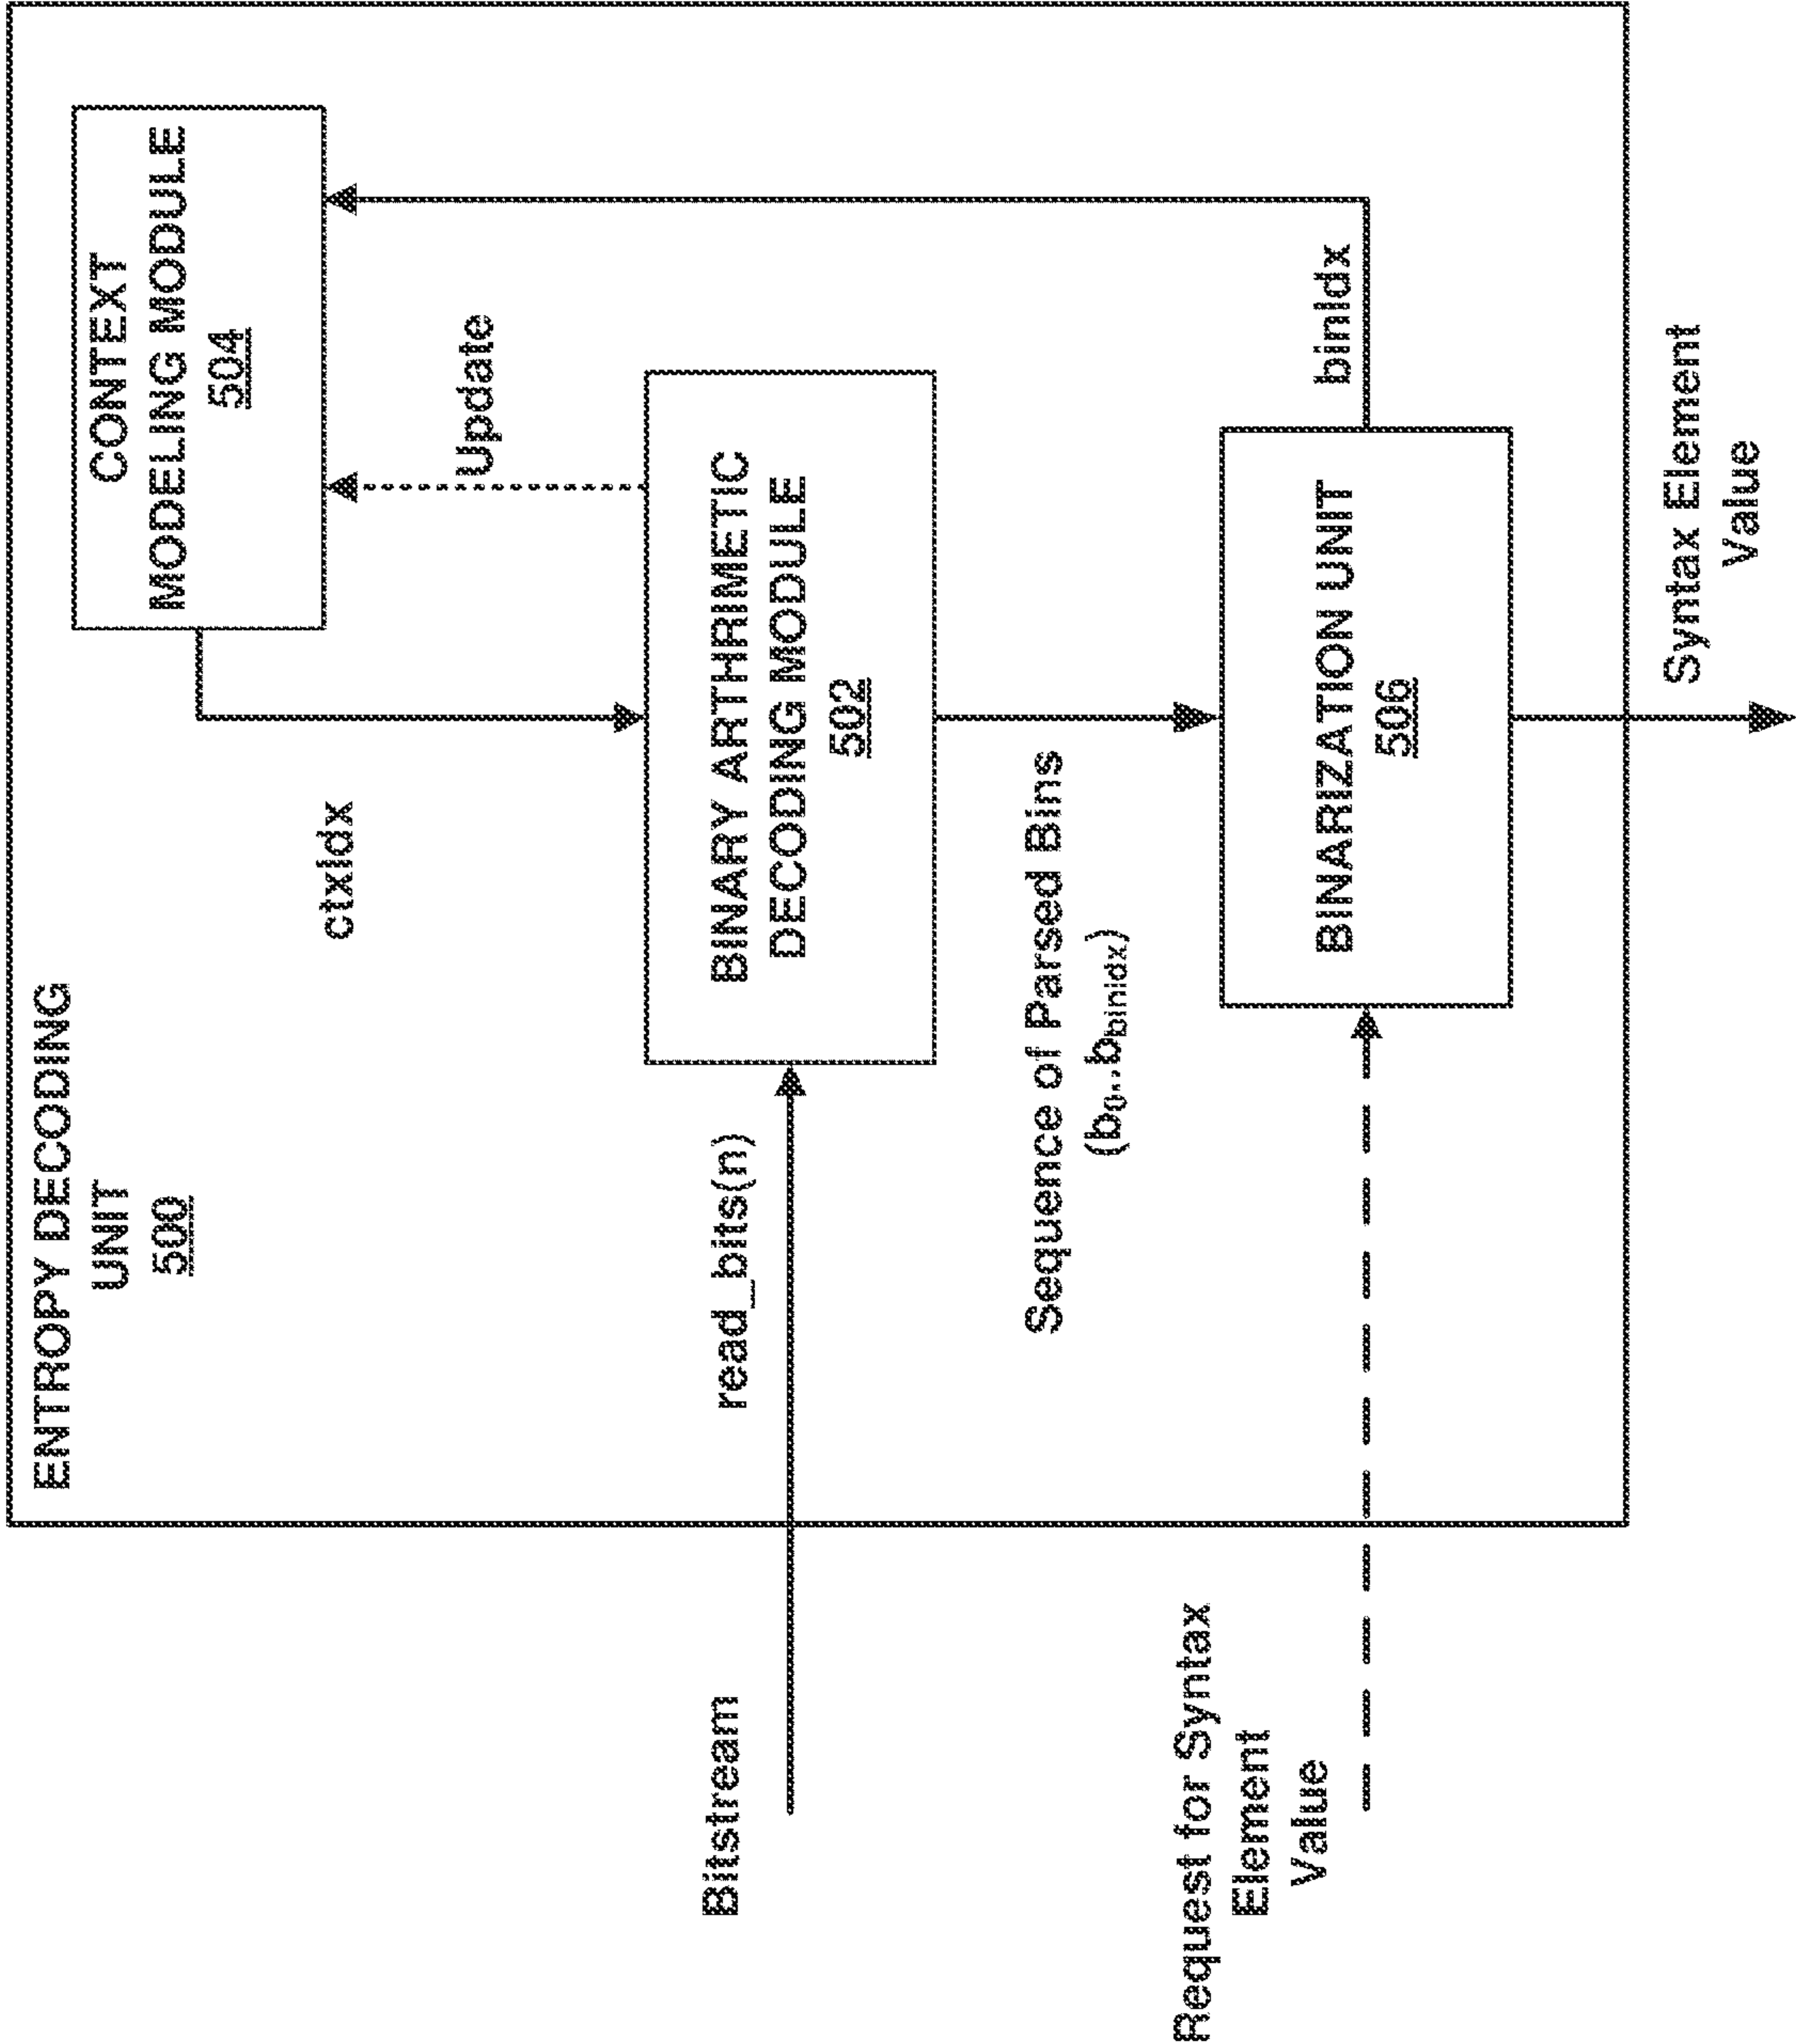 ENTROPY DECODING
UNIT
500
CONTEXT
MODELING MODULE
504
ctxIdx
Update
Bitstream
read_bits(n)
BINARY ARTHRIMETIC
DECODING MODULE
502
Sequence of Parsed Bins
(b0..bbinIdx)
Request for Syntax
Element
Value
BINARIZATION UNIT
506
binIdx
Syntax Element
Value